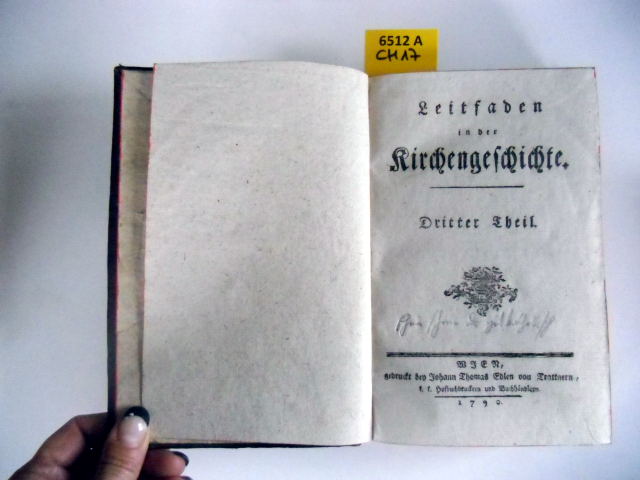 6512 A
CH17
Leitfaden
in der
Kirchengeschichte.
Dritter Theil.
WIEN,
gedruckt bey Johann Thomas Edlen von Trattnern,
k. k. Hofbuchdruckern und Buchhändlern.
1790.